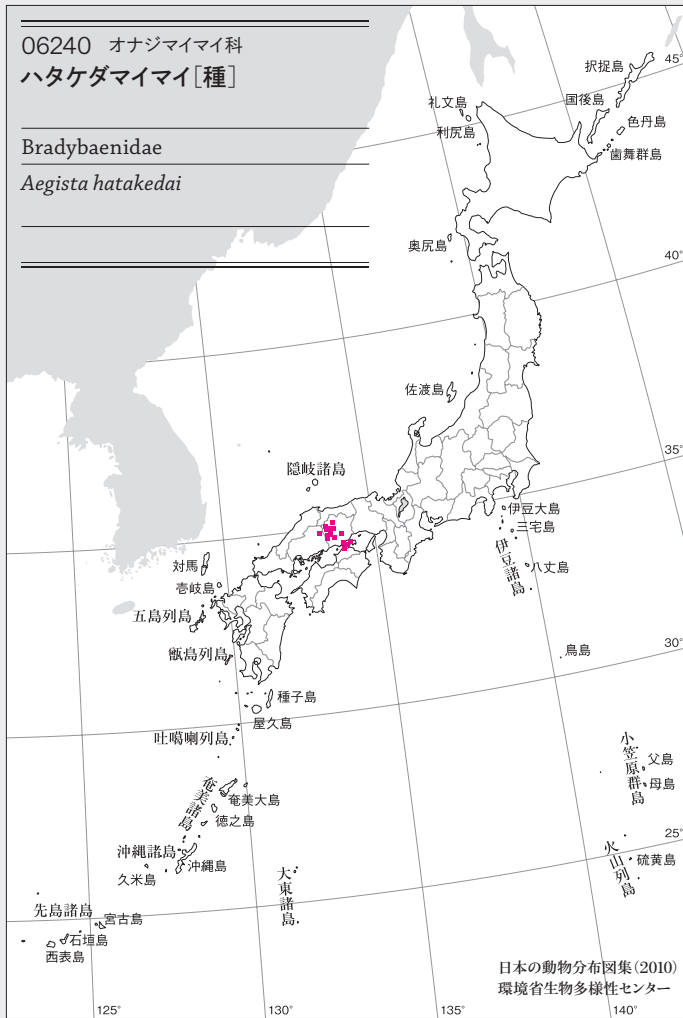 06240 オナジマイマイ科
ハタケダマイマイ[種]
Bradybaenidae
Aegista hatakedai
択捉島
45°
国後島
礼文島
色丹島
利尻島
歯舞群島
奥尻島
40°
佐渡島
35°
隠岐諸島
伊豆大島
三宅島
伊豆諸島
八丈島
対馬
壱岐島
五島列島
甑島列島
鳥島
30°
種子島
屋久島
吐噶喇列島
小笠原群島
父島
母島
奄美諸島
奄美大島
徳之島
25°
沖縄諸島
沖縄島
久米島
火山列島
硫黄島
大東諸島
先島諸島
宮古島
石垣島
西表島
日本の動物分布図集(2010)
環境省生物多様性センター
125°
130°
135°
140°